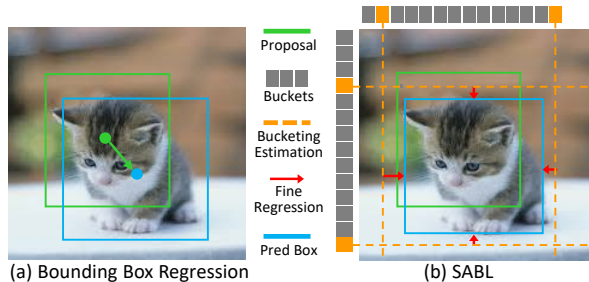 Proposal
Buckets
Bucketing
Estimation
Fine
Regression
Pred Box
(a) Bounding Box Regression
(b) SABL